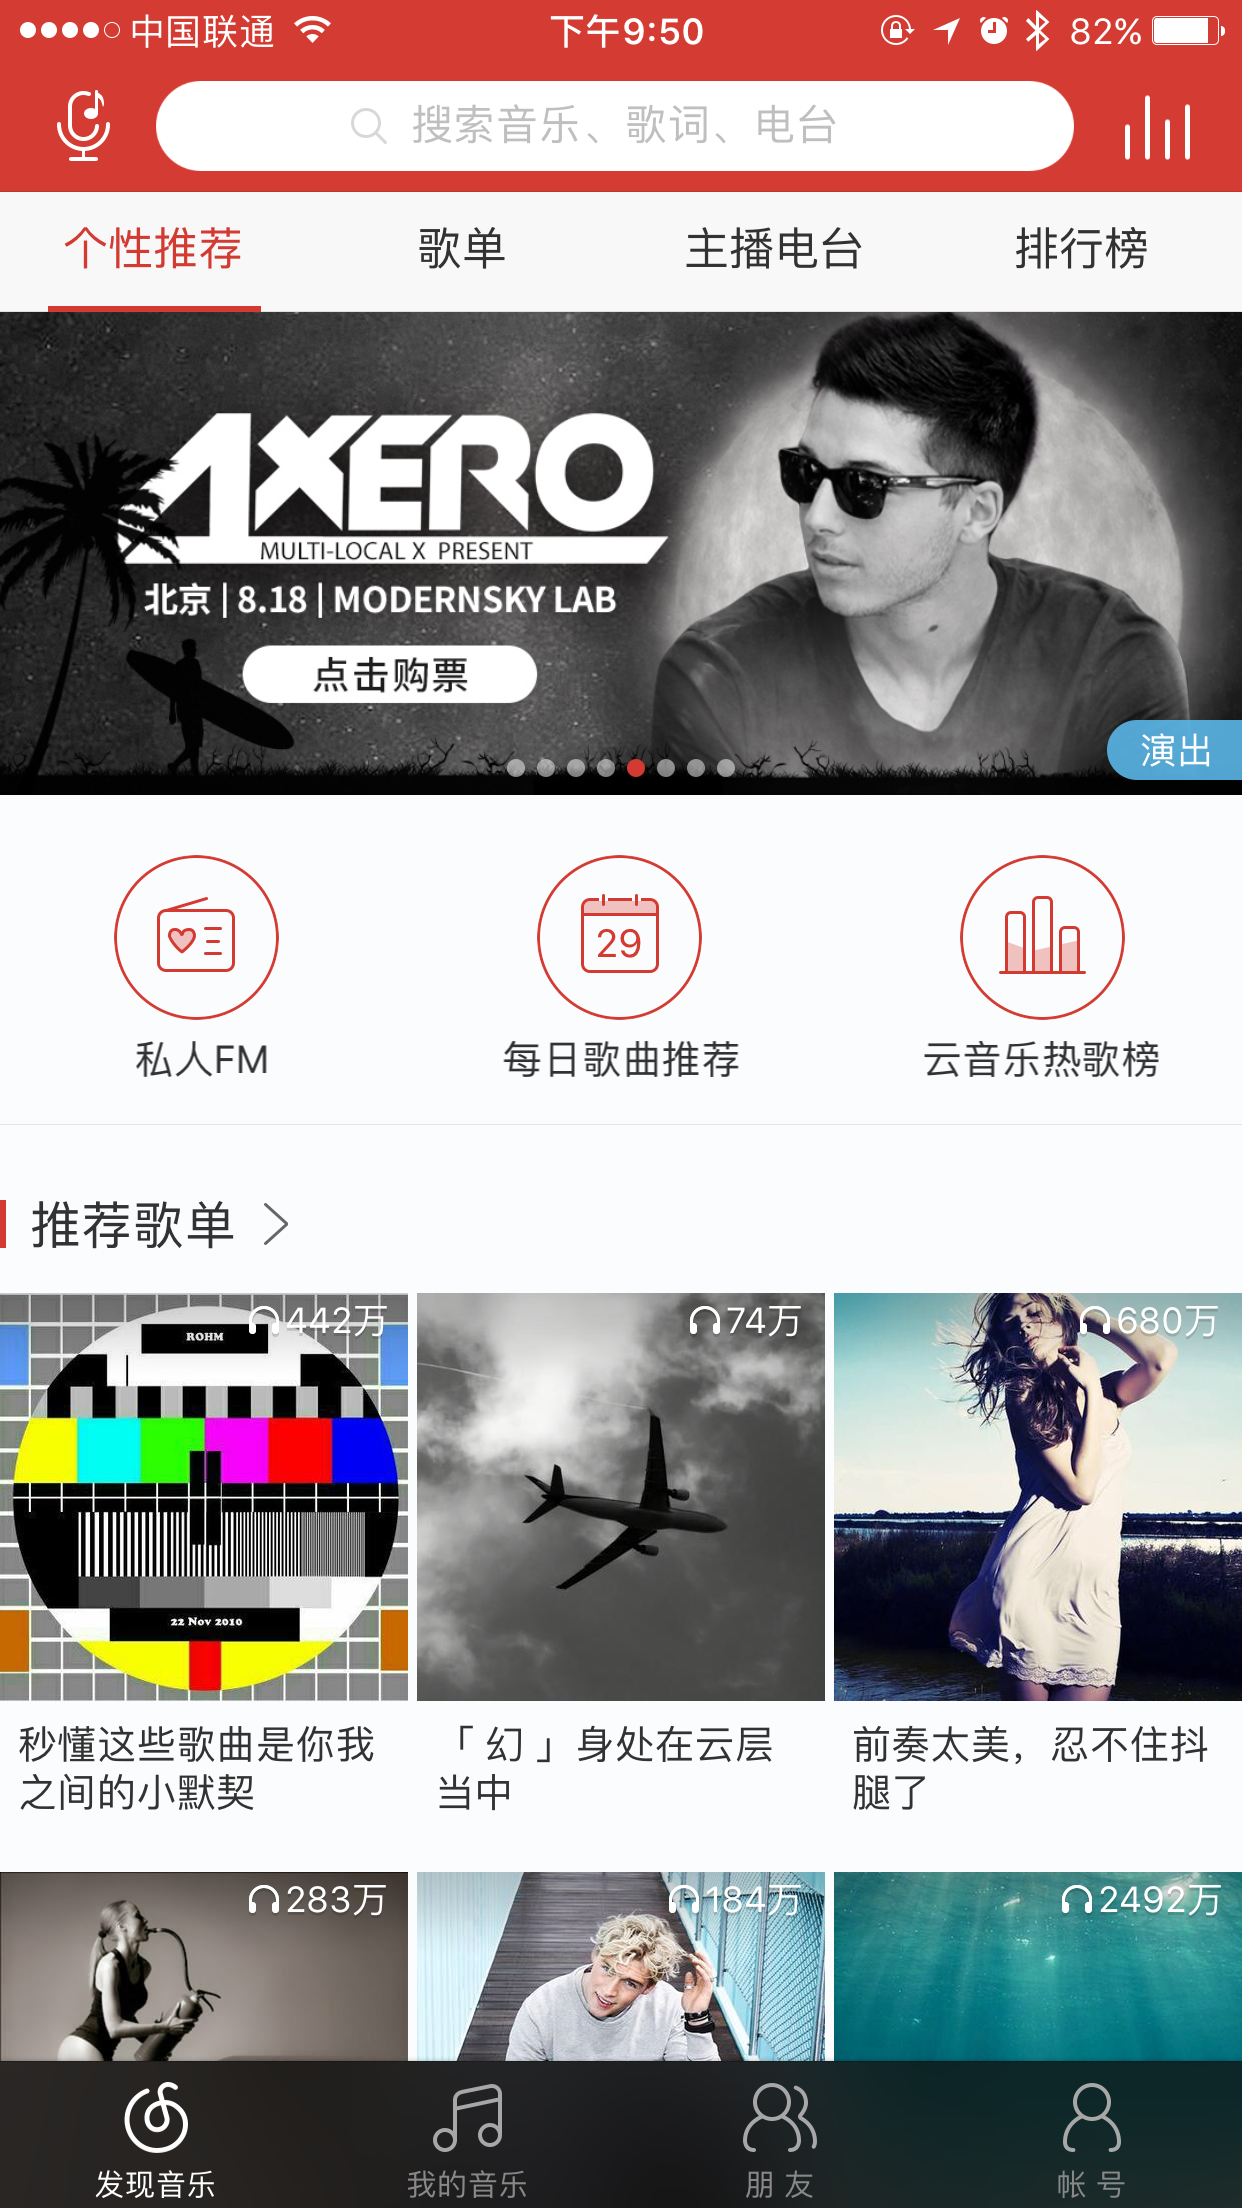 中国联通
下午9:50
82%
搜索音乐、歌词、电台
个性推荐
歌单
主播电台
排行榜
AXERO
MULTI-LOCAL X PRESENT
北京 | 8.18 | MODERNSKY LAB
点击购票
演出
29
私人FM
每日歌曲推荐
云音乐热歌榜
推荐歌单
442万
ROHM
22 Nov 2010
74万
680万
秒懂这些歌曲是你我
之间的小默契
「 幻 」身处在云层
当中
前奏太美，忍不住抖
腿了
283万
184万
2492万
发现音乐
我的音乐
朋 友
帐 号